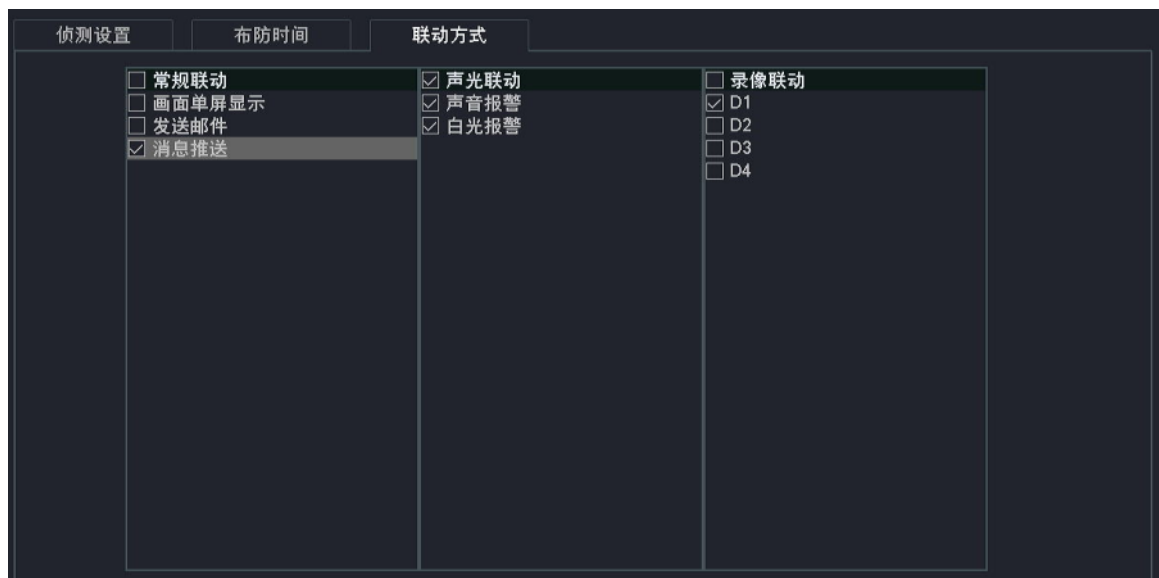 侦测设置
布防时间
联动方式
常规联动
画面单屏显示
发送邮件
消息推送
声光联动
声音报警
白光报警
录像联动
D1
D2
D3
D4